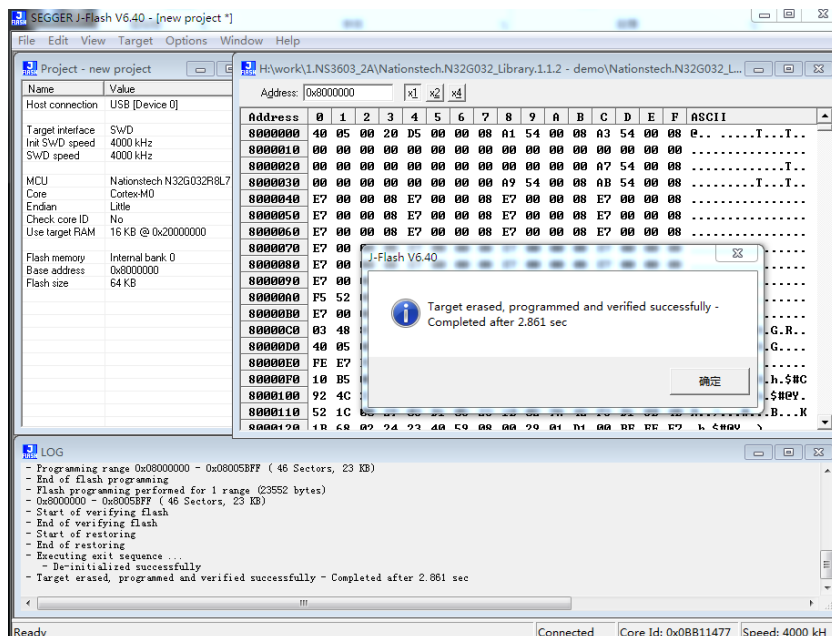 SEGGER J-Flash V6.40 - [new project *]
File Edit View Target Options Window Help
Project - new project
Name Value
Host connection USB [Device 0]
Target interface SWD
Init SWD speed 4000 kHz
SWD speed 4000 kHz
MCU Nationstech N32G032R8L7
Core Cortex-M0
Endian Little
Check core ID No
Use target RAM 16 KB @ 0x20000000
Flash memory Internal bank 0
Base address 0x8000000
Flash size 64 KB
H:\work\1.NS3603_2A\Nationstech.N32G032_Library.1.1.2 - demo\Nationstech.N32G032_L...
Address: 0x8000000 x1 x2 x4
Address 0 1 2 3 4 5 6 7 8 9 A B C D E F ASCII
8000000 40 05 00 20 D5 00 00 08 A1 54 00 08 A3 54 00 08 @.. .....T...T..
8000010 00 00 00 00 00 00 00 00 00 00 00 00 00 00 00 00 ................
8000020 00 00 00 00 00 00 00 00 00 00 00 00 A7 54 00 08 .............T..
8000030 00 00 00 00 00 00 00 00 A9 54 00 08 AB 54 00 08 .........T...T..
8000040 E7 00 00 08 E7 00 00 08 E7 00 00 08 E7 00 00 08 ................
8000050 E7 00 00 08 E7 00 00 08 E7 00 00 08 E7 00 00 08 ................
8000060 E7 00 00 08 E7 00 00 08 E7 00 00 08 E7 00 00 08 ................
8000070 E7 00
8000080 E7 00
8000090 E7 00
80000A0 F5 52
80000B0 E7 00
80000C0 03 48 .G.R..
80000D0 40 05 .G....
80000E0 FE E7
80000F0 10 B5 .h.$#C
8000100 92 4C .$#@Y.
8000110 52 1C
8000120 1B 68 02 24 23 40 59 08 00 29 01 D1 00 BF FE E7 .h.$#@Y..)
J-Flash V6.40
Target erased, programmed and verified successfully -
Completed after 2.861 sec
确定
LOG
- Programming range 0x08000000 - 0x08005BFF ( 46 Sectors, 23 KB)
- End of flash programming
- Flash programming performed for 1 range (23552 bytes)
- 0x8000000 - 0x8005BFF ( 46 Sectors, 23 KB)
- Start of verifying flash
- End of verifying flash
- Start of restoring
- End of restoring
- Executing exit sequence ...
- De-initialized successfully
- Target erased, programmed and verified successfully - Completed after 2.861 sec
Ready Connected Core Id: 0x0BB11477 Speed: 4000 kH